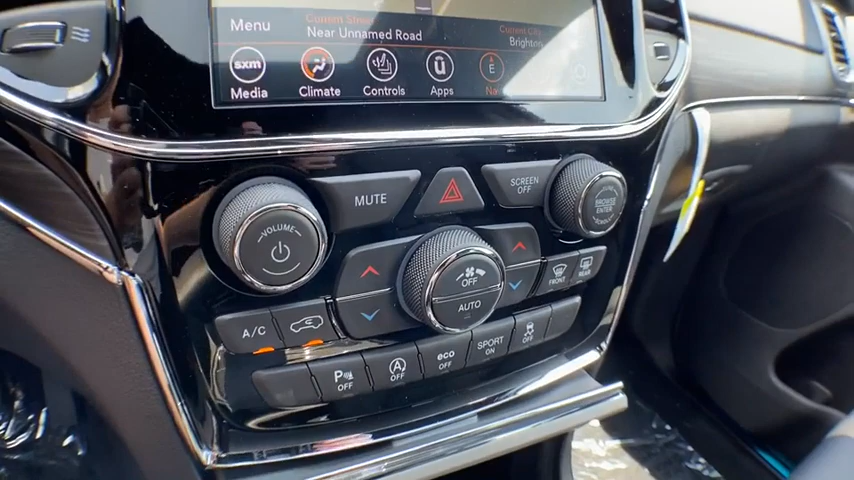 Menu
Current Street
Near Unnamed Road
Current City
Brighton
sxm
Media
Climate
Controls
ū
Apps
E
MUTE
SCREEN
OFF
VOLUME
BROWSE
ENTER
OFF
AUTO
FRONT
REAR
A/C
P
OFF
A
OFF
eco
OFF
SPORT
ON
OFF